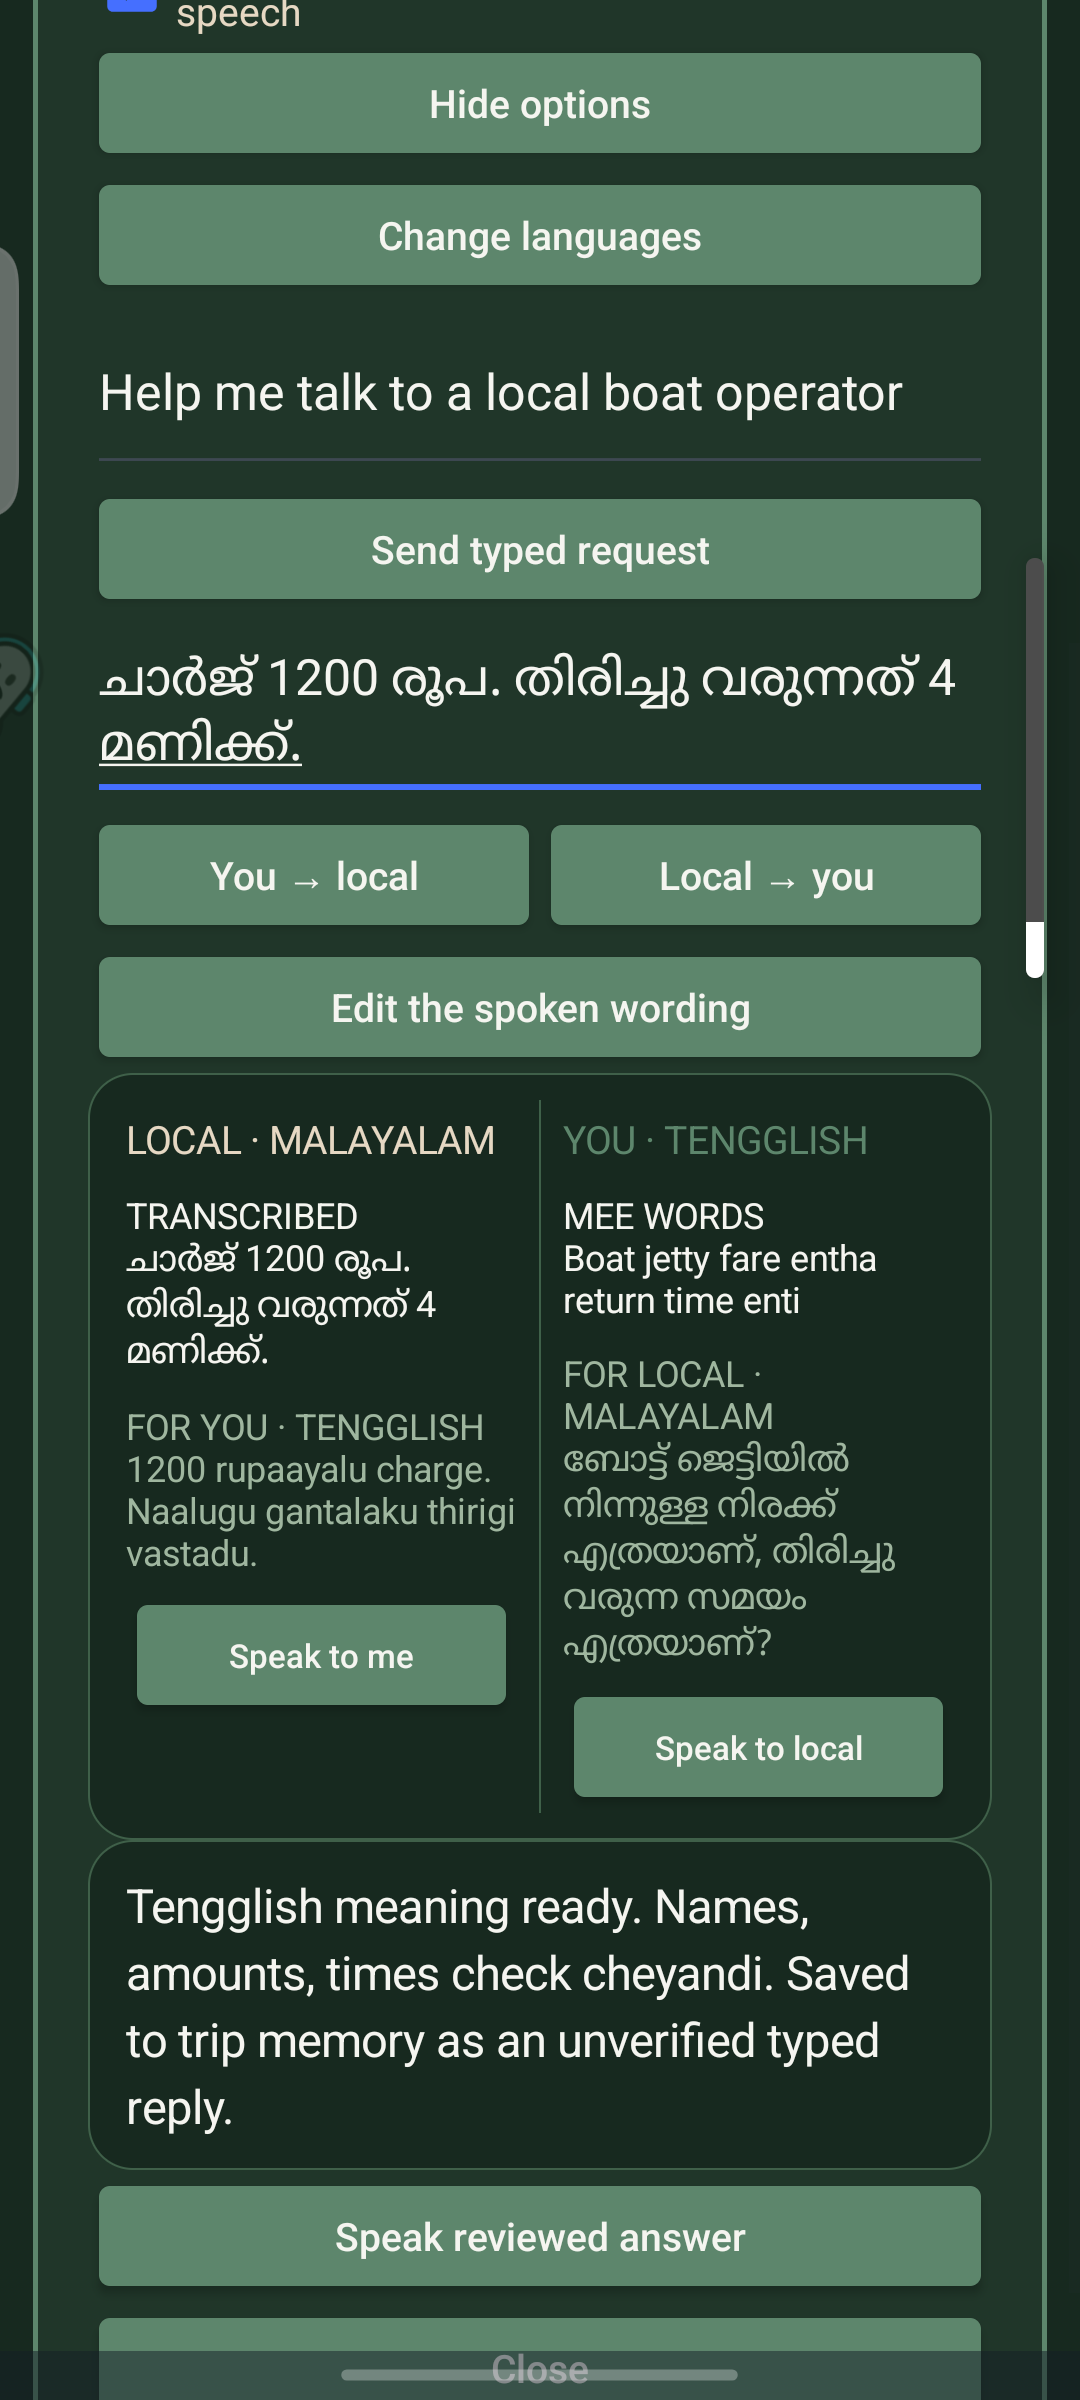 speech
Hide options
Change languages
Help me talk to a local boat operator
Send typed request
ചാർജ് 1200 രൂപ. തിരിച്ചു വരുന്നത് 4
മണിക്ക്.
You → local
Local → you
Edit the spoken wording
LOCAL · MALAYALAM
TRANSCRIBED
ചാർജ് 1200 രൂപ.
തിരിച്ചു വരുന്നത് 4
മണിക്ക്.
FOR YOU · TENGGLISH
1200 rupaayalu charge.
Naalugu gantalaku thirigi
vastadu.
Speak to me
YOU · TENGGLISH
MEE WORDS
Boat jetty fare entha
return time enti
FOR LOCAL ·
MALAYALAM
ബോട്ട് ജെട്ടിയിൽ
നിന്നുള്ള നിരക്ക്
എത്രയാണ്, തിരിച്ചു
വരുന്ന സമയം
എത്രയാണ്?
Speak to local
Tengglish meaning ready. Names,
amounts, times check cheyandi. Saved
to trip memory as an unverified typed
reply.
Speak reviewed answer
Close